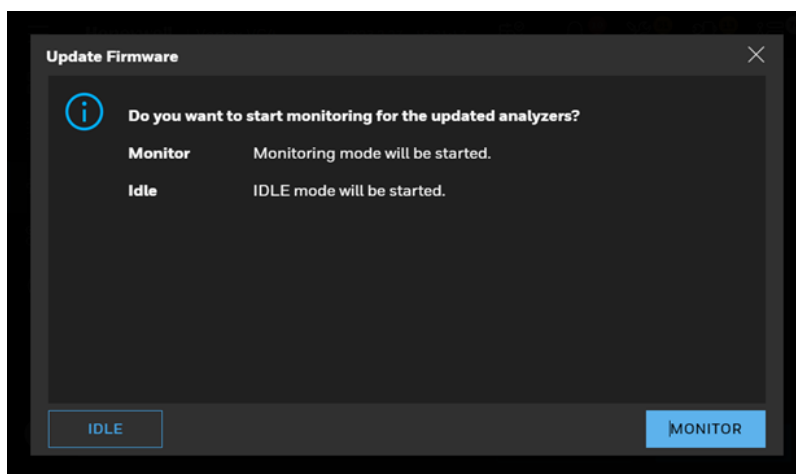 Update Firmware
Do you want to start monitoring for the updated analyzers?
Monitor Monitoring mode will be started.
Idle IDLE mode will be started.
IDLE MONITOR